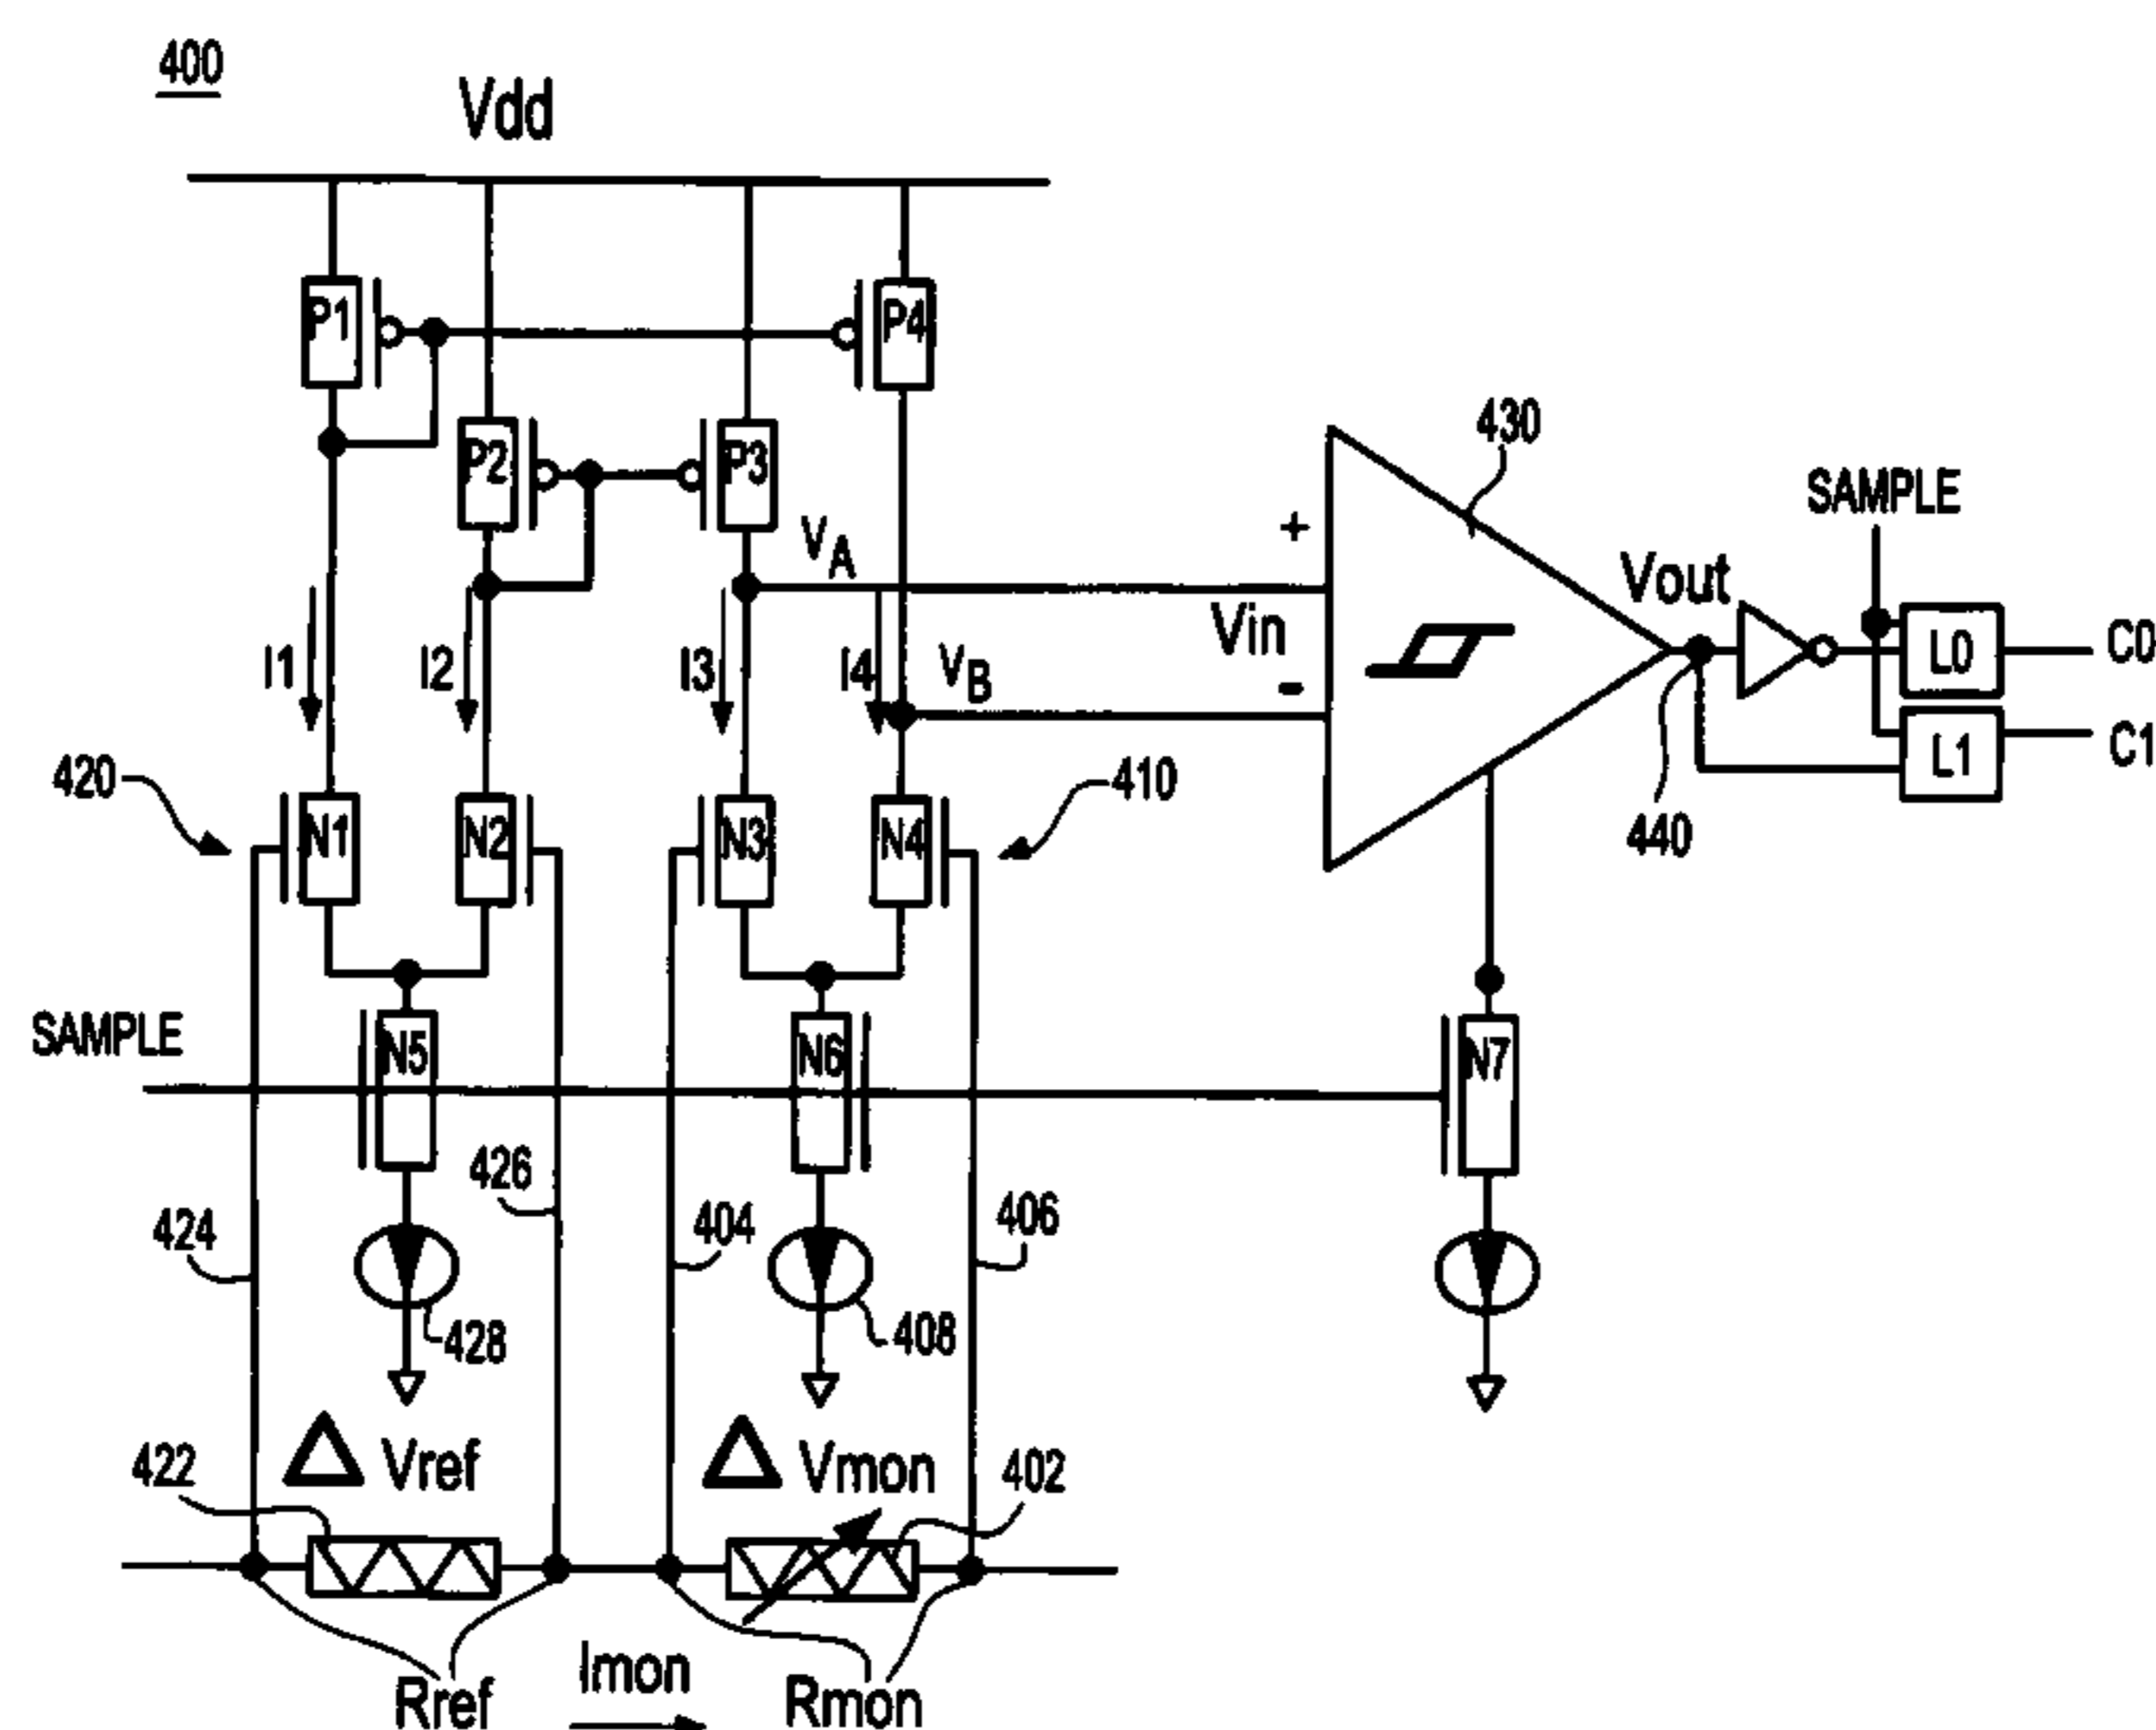 400
Vdd
P1
P4
430
P2
P3
SAMPLE
VA
+
Vout
Vin
L0
C0
I1
I2
I3
I4
VB
-
L1
C1
420
410
N1
N2
N3
N4
440
SAMPLE
N5
N6
N7
426
424
404
406
428
408
Δ Vref
Δ Vmon
422
402
Imon
Rref
Rmon